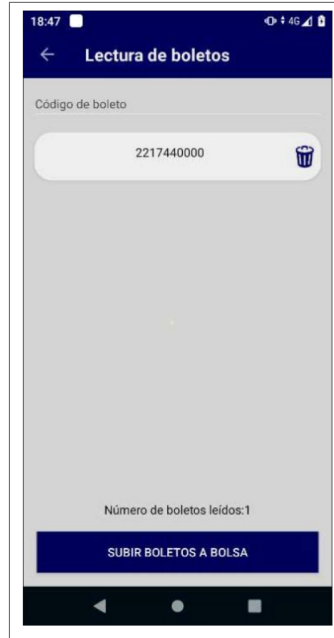 18:47 4G
Lectura de boletos
Código de boleto
2217440000
Número de boletos leídos:1
SUBIR BOLETOS A BOLSA